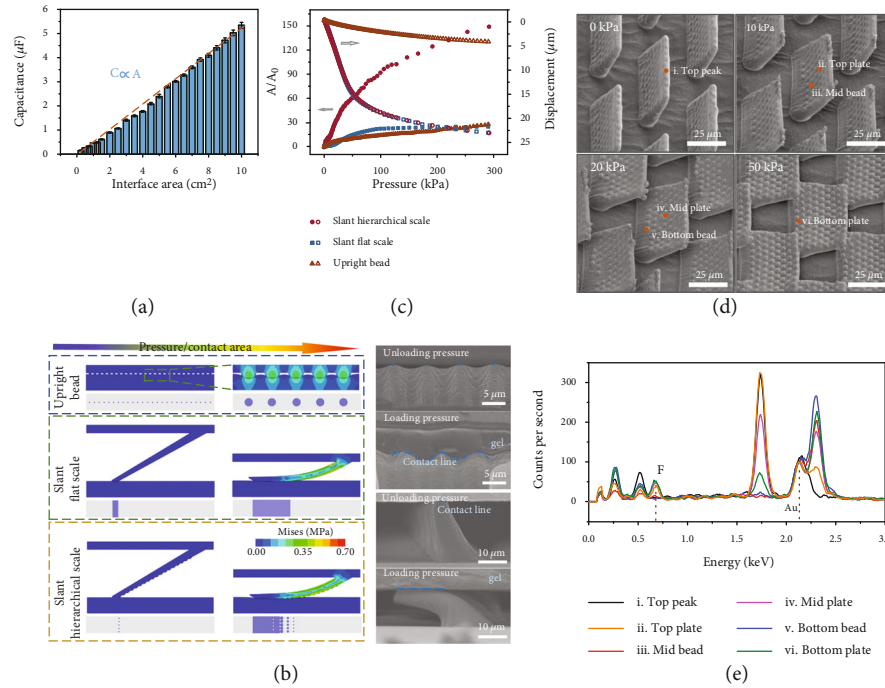 6
5
4
3
2
1
0
Capacitance (μF)
C∝ A
0 2 4 6 8 10
Interface area (cm2)
(a)
150
120
90
60
30
0
A/A0
0
5
10
15
20
25
Displacement (μm)
0 100 200 300
Pressure (kPa)
Slant hierarchical scale
Slant flat scale
Upright bead
(c)
0 kPa
i. Top peak
25 μm
10 kPa
ii. Top plate
iii. Mid bead
25 μm
20 kPa
iv. Mid plate
v. Bottom bead
25 μm
50 kPa
vi.Bottom plate
25 μm
(d)
Pressure/contact area
Upright
bead
Slant
flat scale
Slant
hierarchical scale
Mises (MPa)
0.00 0.35 0.70
Unloading pressure
5 μm
Loading pressure
gel
Contact line
5 μm
Unloading pressure
Contact line
10 μm
Loading pressure
gel
10 μm
(b)
300
200
100
0
Counts per second
F
Au
0.0 0.5 1.0 1.5 2.0 2.5 3.0
Energy (keV)
i. Top peak
ii. Top plate
iii. Mid bead
iv. Mid plate
v. Bottom bead
vi. Bottom plate
(e)